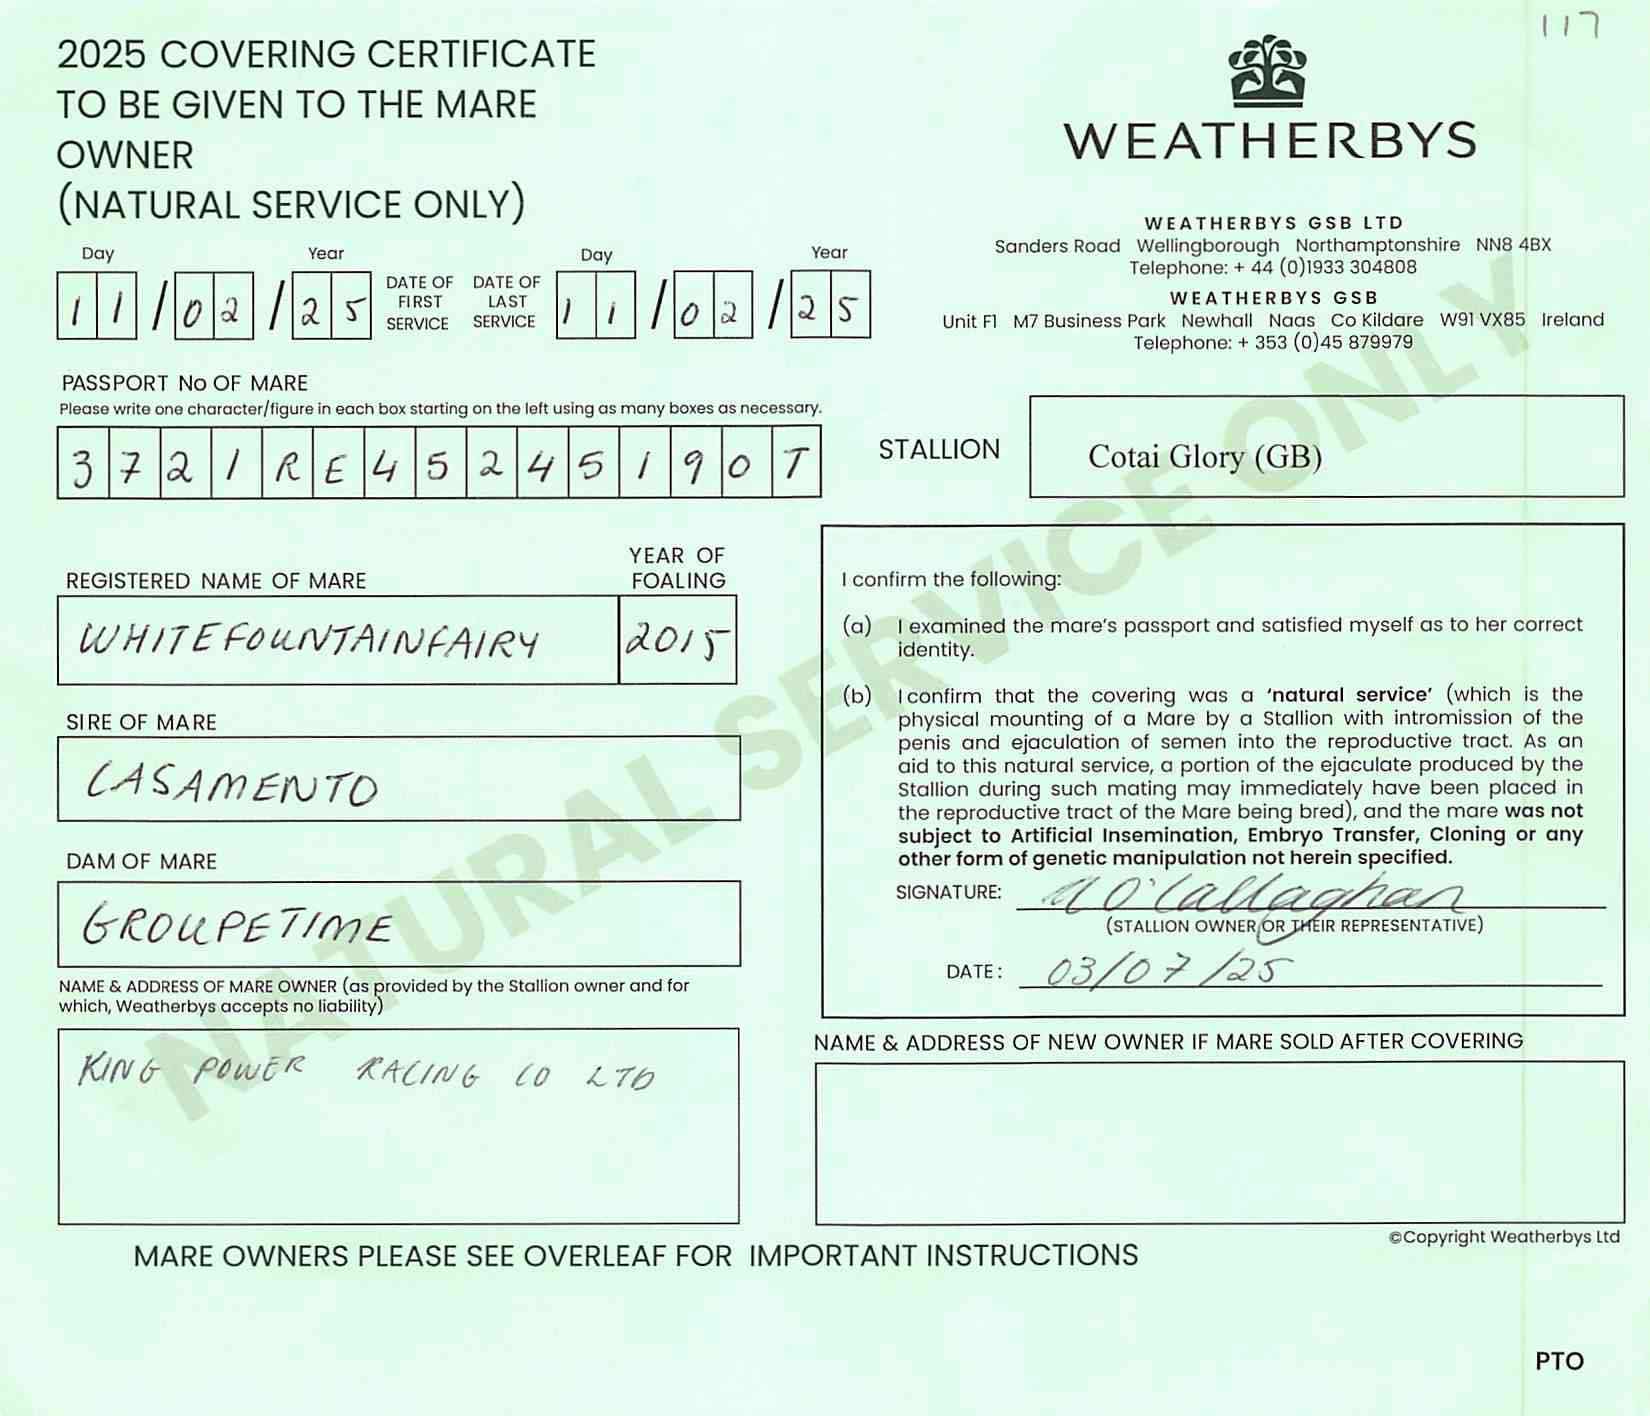 117
2025 COVERING CERTIFICATE
TO BE GIVEN TO THE MARE
OWNER
(NATURAL SERVICE ONLY)
WEATHERBYS
WEATHERBYS GSB LTD
Sanders Road Wellingborough Northamptonshire NN8 4BX
Telephone: + 44 (0)1933 304808
WEATHERBYS GSB
Unit F1 M7 Business Park Newhall Naas Co Kildare W91 VX85 Ireland
Telephone: + 353 (0)45 879979
Day Year
11/02/25
DATE OF
FIRST
SERVICE
DATE OF
LAST
SERVICE
Day Year
11/02/25
PASSPORT No OF MARE
Please write one character/figure in each box starting on the left using as many boxes as necessary.
3721RE45245190T
STALLION
Cotai Glory (GB)
REGISTERED NAME OF MARE
WHITEFOUNTAINFAIRY
YEAR OF
FOALING
2015
SIRE OF MARE
CASAMENTO
DAM OF MARE
GROUPETIME
NAME & ADDRESS OF MARE OWNER (as provided by the Stallion owner and for
which, Weatherbys accepts no liability)
KING POWER RACING CO LTD
I confirm the following:
(a) I examined the mare's passport and satisfied myself as to her correct
identity.
(b) I confirm that the covering was a 'natural service' (which is the
physical mounting of a Mare by a Stallion with intromission of the
penis and ejaculation of semen into the reproductive tract. As an
aid to this natural service, a portion of the ejaculate produced by the
Stallion during such mating may immediately have been placed in
the reproductive tract of the Mare being bred), and the mare was not
subject to Artificial Insemination, Embryo Transfer, Cloning or any
other form of genetic manipulation not herein specified.
SIGNATURE: O'Callaghan
(STALLION OWNER OR THEIR REPRESENTATIVE)
DATE: 03/07/25
NAME & ADDRESS OF NEW OWNER IF MARE SOLD AFTER COVERING
©Copyright Weatherbys Ltd
MARE OWNERS PLEASE SEE OVERLEAF FOR IMPORTANT INSTRUCTIONS
PTO
NATURAL SERVICE ONLY